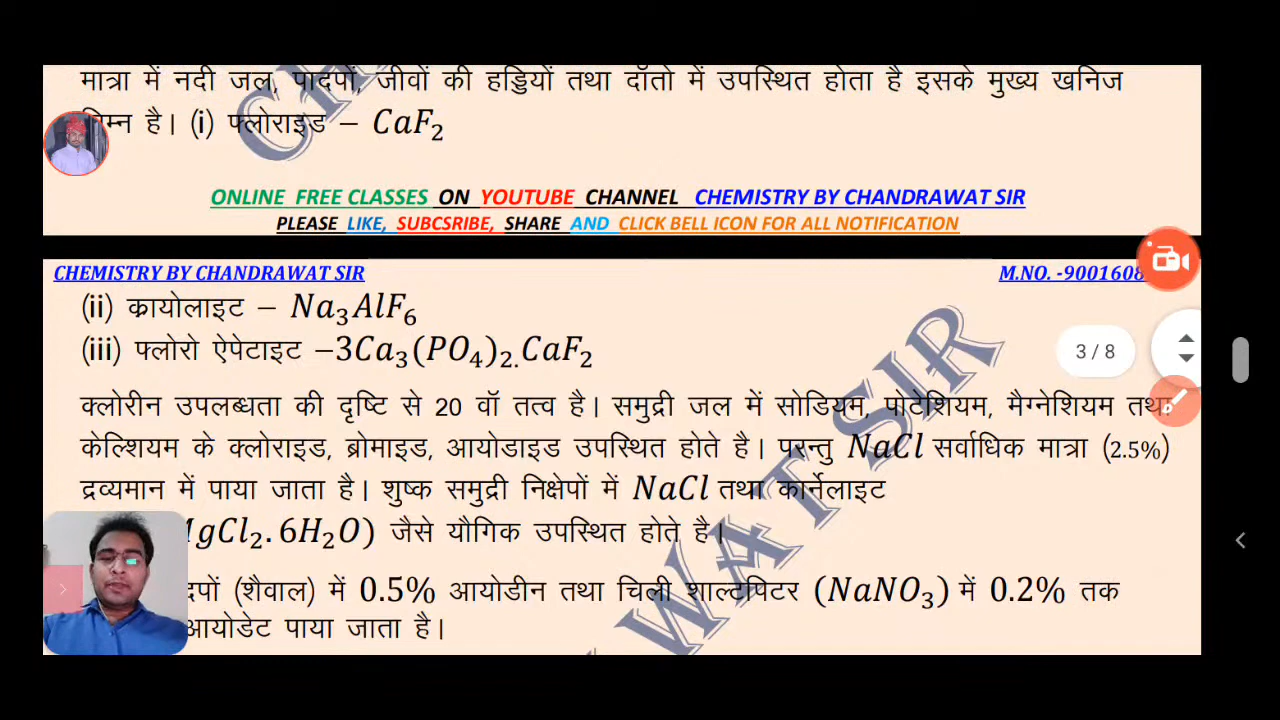 मात्रा में नदी जल, पादपों, जीवों की हड्डियों तथा दाँतो में उपस्थित होता है इसके मुख्य खनिज
है। (i) फ्लोराइड – CaF₂
ONLINE FREE CLASSES ON YOUTUBE CHANNEL CHEMISTRY BY CHANDRAWAT SIR
PLEASE LIKE, SUBCSRIBE, SHARE AND CLICK BELL ICON FOR ALL NOTIFICATION
CHEMISTRY BY CHANDRAWAT SIR M.NO. -9001608
(ii) क्रायोलाइट – Na₃AlF₆
(iii) फ्लोरो ऐपेटाइट –3Ca₃(PO₄)₂.CaF₂
3 / 8
क्लोरीन उपलब्धता की दृष्टि से 20 वॉ तत्व है। समुद्री जल में सोडियम, पोटेशियम, मैग्नेशियम तथा
केल्शियम के क्लोराइड, ब्रोमाइड, आयोडाइड उपस्थित होते है। परन्तु NaCl सर्वाधिक मात्रा (2.5%)
द्रव्यमान में पाया जाता है। शुष्क समुद्री निक्षेपों में NaCl तथा कार्नेलाइट
MgCl₂.6H₂O) जैसे यौगिक उपस्थित होते है।
(शैवाल) में 0.5% आयोडीन तथा चिली शाल्टपिटर (NaNO₃) में 0.2% तक
आयोडेट पाया जाता है।
WAT SIR